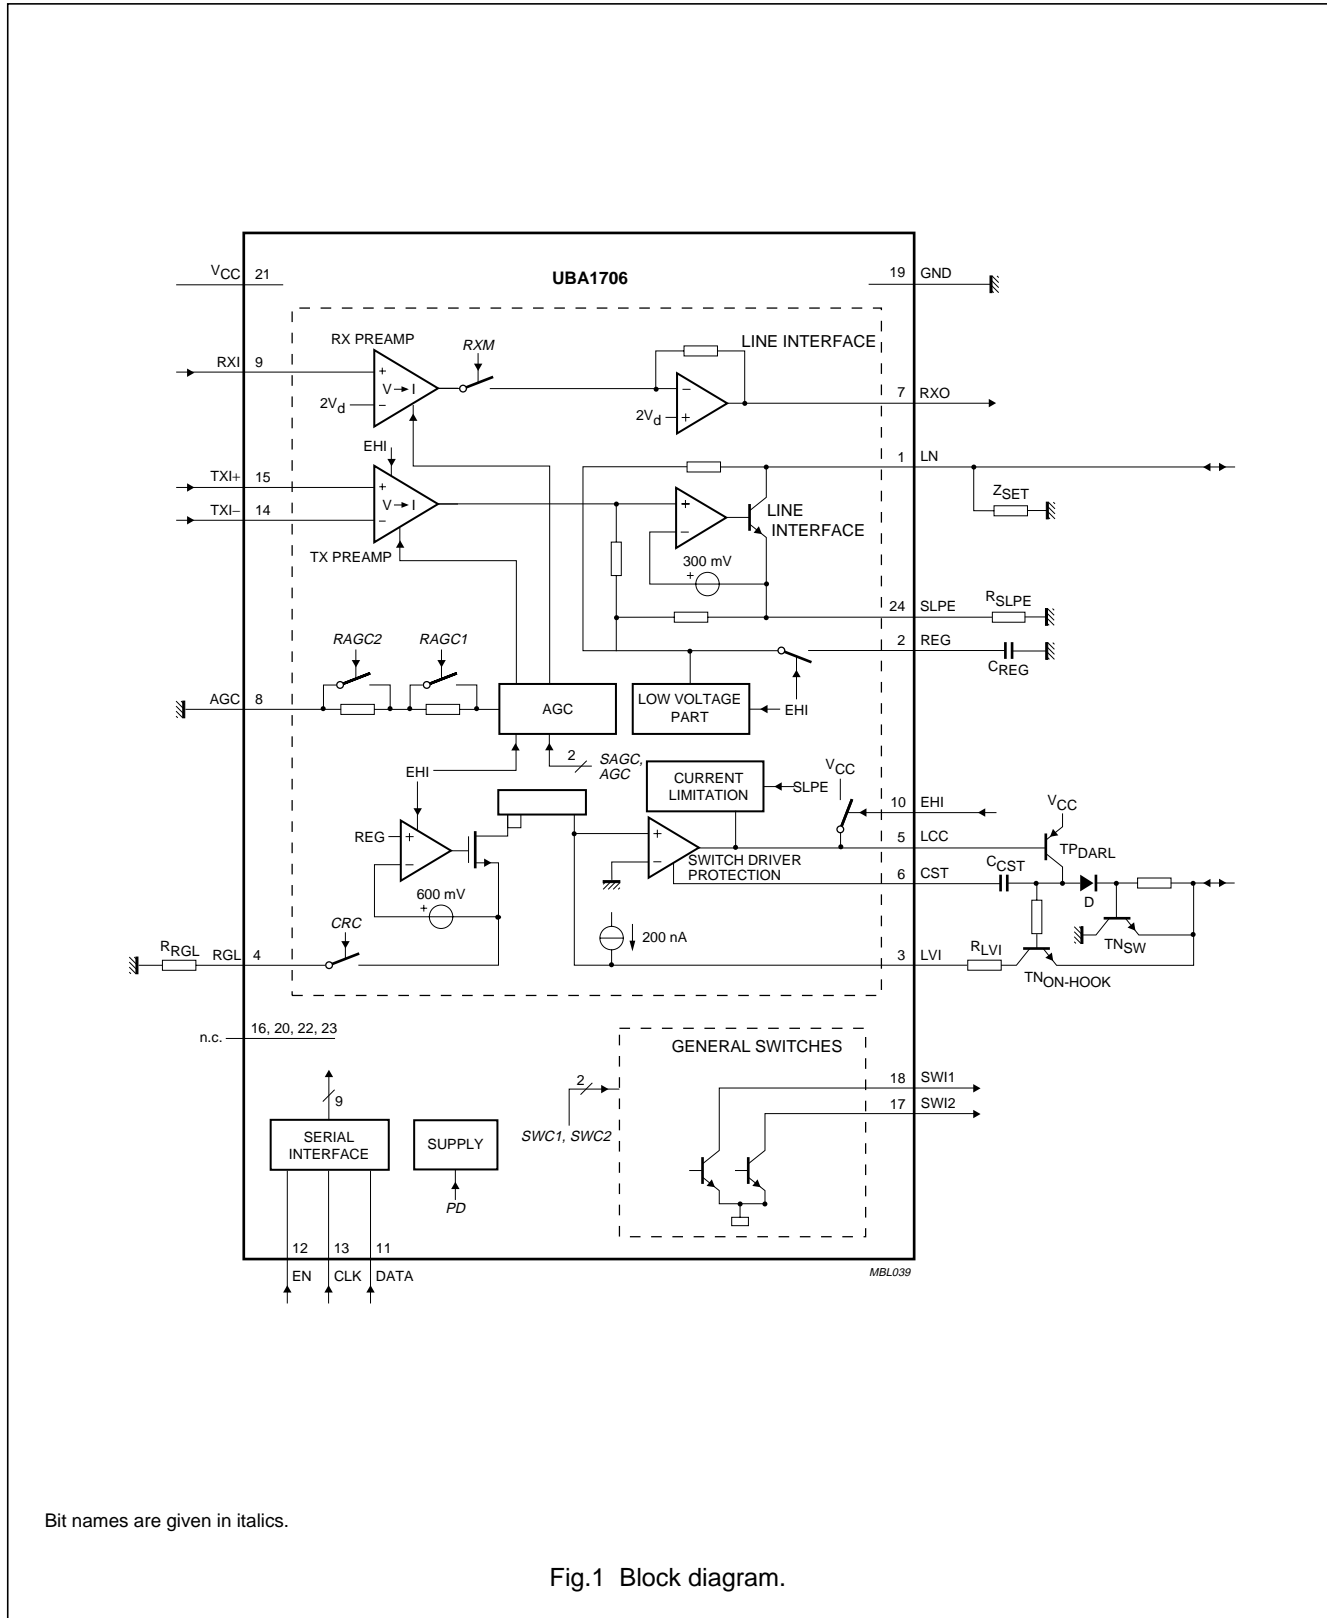 VCC 21
UBA1706
19 GND
RX PREAMP
RXM
LINE INTERFACE
RXI 9
+
V → I
2Vd
−
−
2Vd
+
7 RXO
EHI
1 LN
TXI+ 15
+
V → I
TXI− 14
−
TX PREAMP
+
−
LINE
INTERFACE
ZSET
300 mV
+
24 SLPE
RSLPE
2 REG
CREG
RAGC2
RAGC1
AGC 8
AGC
LOW VOLTAGE
PART
EHI
EHI
2
SAGC,
AGC
CURRENT
LIMITATION
SLPE
VCC
10 EHI
REG
+
−
+
−
5 LCC
VCC
TPDARL
SWITCH DRIVER
PROTECTION
6 CST
CCST
D
600 mV
+
TNSW
CRC
200 nA
RRGL
RGL 4
3 LVI
RLVI
TNON-HOOK
n.c. 16, 20, 22, 23
GENERAL SWITCHES
9
2
18 SWI1
17 SWI2
SERIAL
INTERFACE
SUPPLY
SWC1, SWC2
PD
12 13 11
EN CLK DATA
MBL039
Bit names are given in italics.
Fig.1 Block diagram.